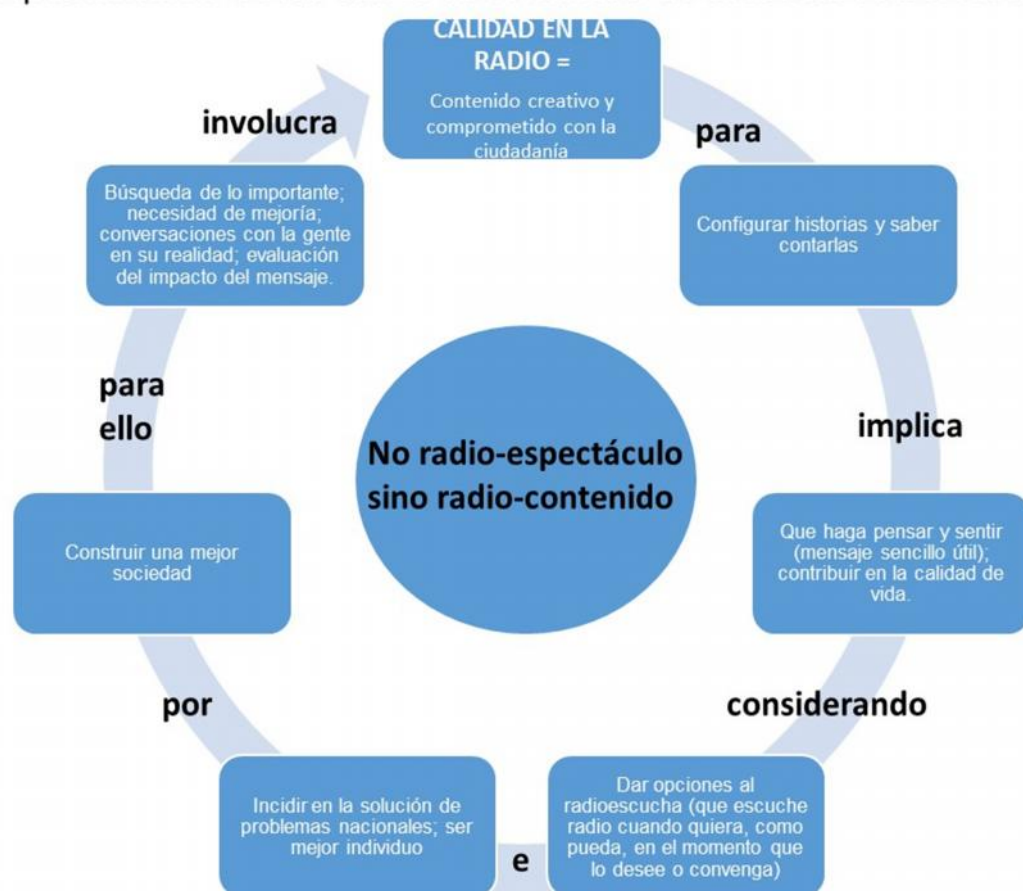 CALIDAD EN LA
RADIO =
Contenido creativo y
comprometido con la
ciudadanía
para
Configurar historias y saber
contarlas
implica
Que haga pensar y sentir
(mensaje sencillo útil);
contribuir en la calidad de
vida.
considerando
Dar opciones al
radioescucha (que escuche
radio cuando quiera, como
pueda, en el momento que
lo desee o convenga)
e
Incidir en la solución de
problemas nacionales; ser
mejor individuo
por
Construir una mejor
sociedad
para
ello
Búsqueda de lo importante;
necesidad de mejoría;
conversaciones con la gente
en su realidad; evaluación
del impacto del mensaje.
involucra
No radio-espectáculo
sino radio-contenido